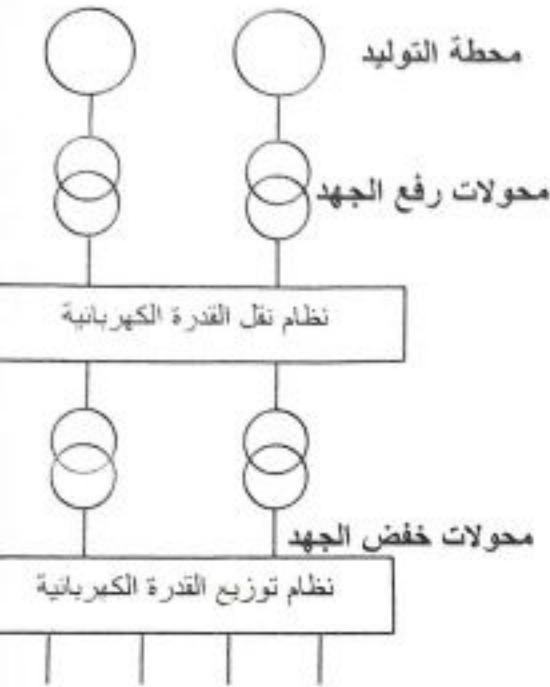 محطة التوليد
محولات رفع الجهد
نظام نقل القدرة الكهربائية
محولات خفض الجهد
نظام توزيع القدرة الكهربائية